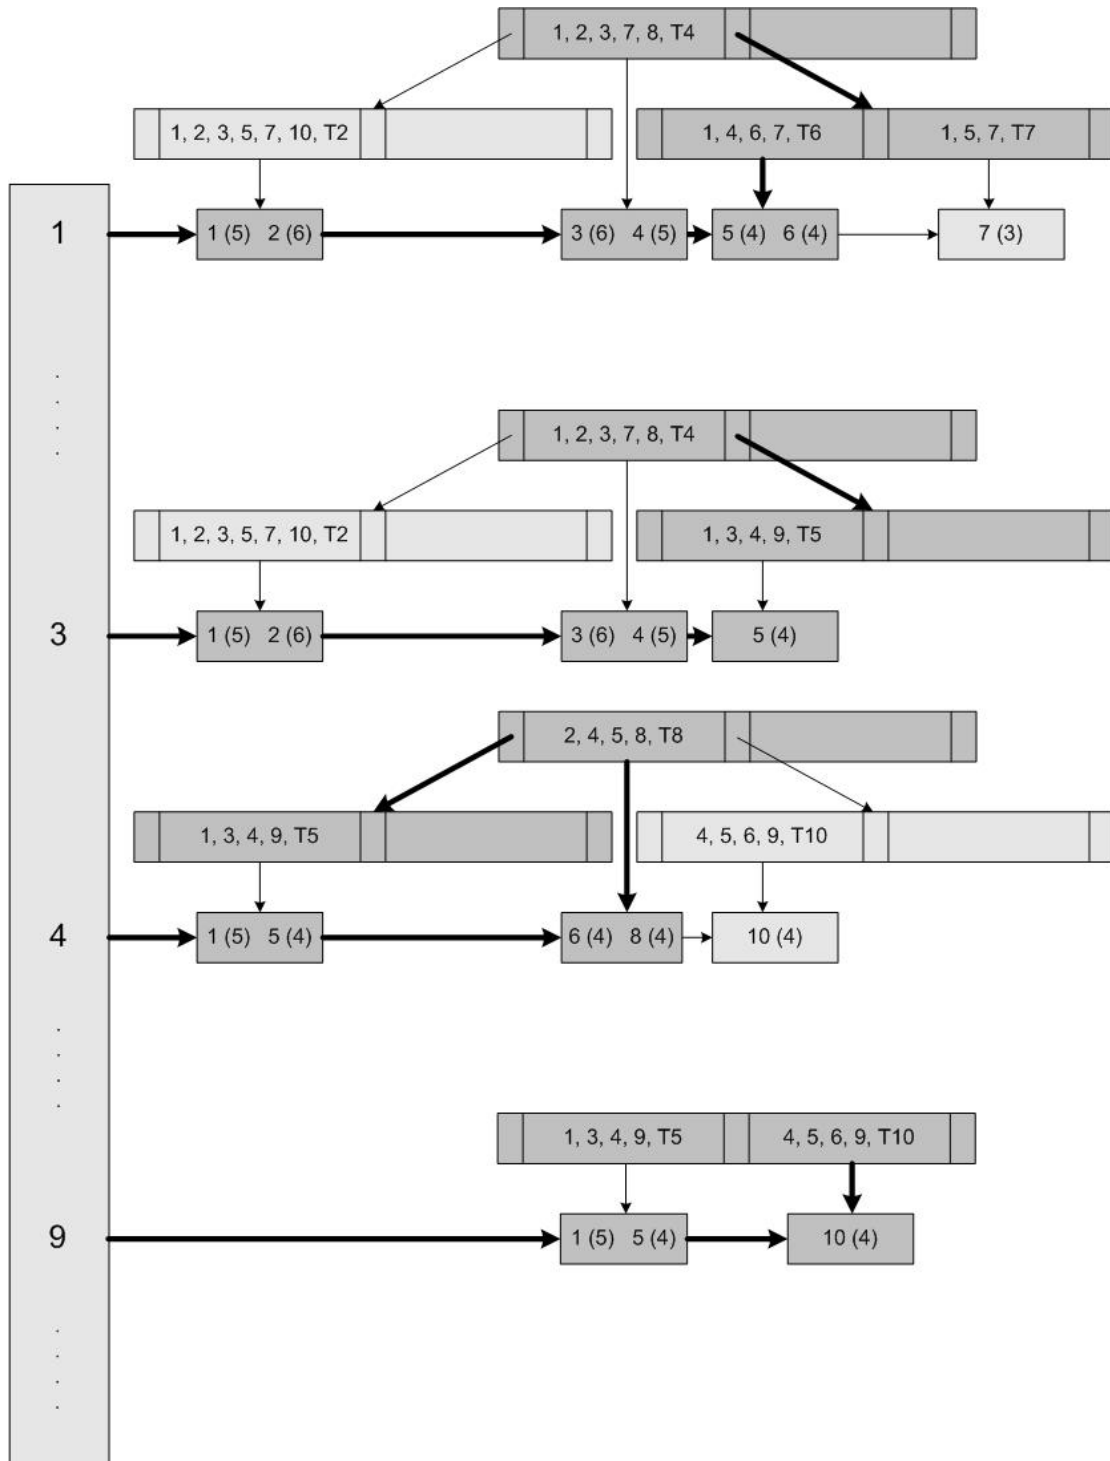 1, 2, 3, 7, 8, T4
1, 2, 3, 5, 7, 10, T2
1, 4, 6, 7, T6
1, 5, 7, T7
1
1 (5) 2 (6)
3 (6) 4 (5)
5 (4) 6 (4)
7 (3)
.
.
.
.
1, 2, 3, 7, 8, T4
1, 2, 3, 5, 7, 10, T2
1, 3, 4, 9, T5
3
1 (5) 2 (6)
3 (6) 4 (5)
5 (4)
2, 4, 5, 8, T8
1, 3, 4, 9, T5
4, 5, 6, 9, T10
4
1 (5) 5 (4)
6 (4) 8 (4)
10 (4)
.
.
.
.
1, 3, 4, 9, T5
4, 5, 6, 9, T10
9
1 (5) 5 (4)
10 (4)
.
.
.
.